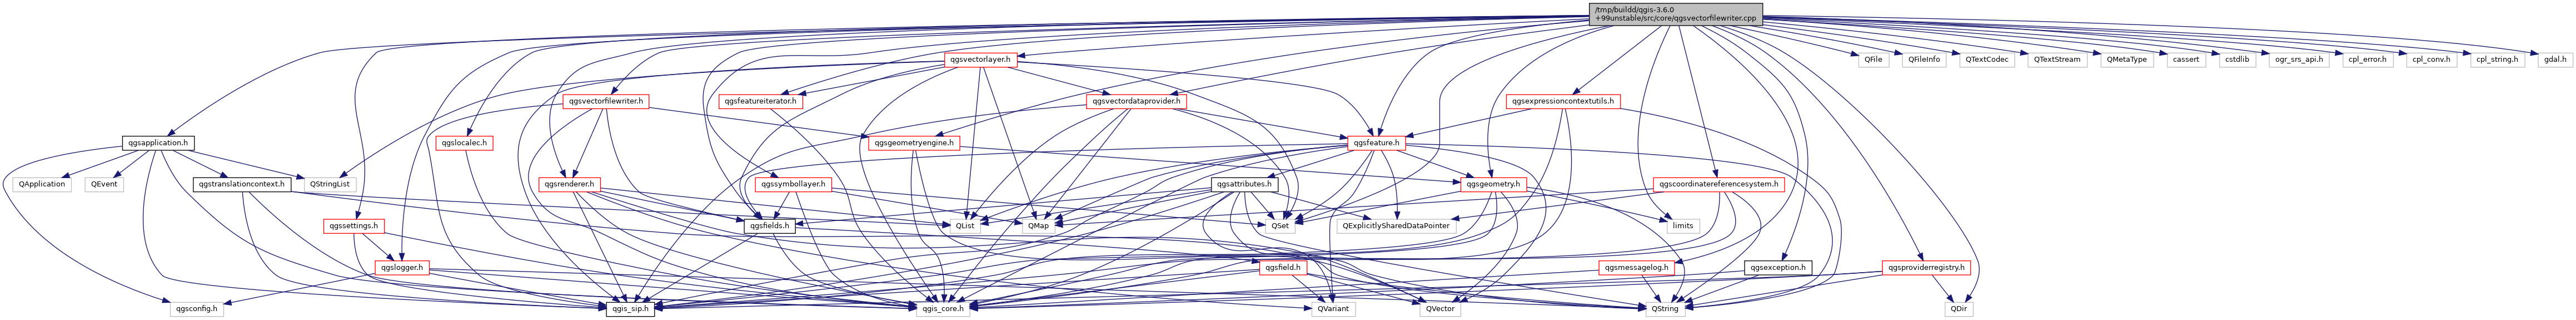 /tmp/buildd/qgis-3.6.0
+99unstable/src/core/qgsvectorfilewriter.cpp
qgsvectorlayer.h
QFile
QFileInfo
QTextCodec
QTextStream
QMetaType
cassert
cstdlib
ogr_srs_api.h
cpl_error.h
cpl_conv.h
cpl_string.h
gdal.h
qgsvectorfilewriter.h
qgsfeatureiterator.h
qgsvectordataprovider.h
qgsexpressioncontextutils.h
qgsapplication.h
qgslocalec.h
qgsgeometryengine.h
qgsfeature.h
QApplication
QEvent
qgstranslationcontext.h
QStringList
qgsrenderer.h
qgssymbollayer.h
qgsattributes.h
qgsgeometry.h
qgscoordinatereferencesystem.h
qgssettings.h
qgsfields.h
QList
QMap
QSet
QExplicitlySharedDataPointer
limits
qgslogger.h
qgsfield.h
qgsmessagelog.h
qgsexception.h
qgsproviderregistry.h
qgsconfig.h
qgis_sip.h
qgis_core.h
QVariant
QVector
QString
QDir